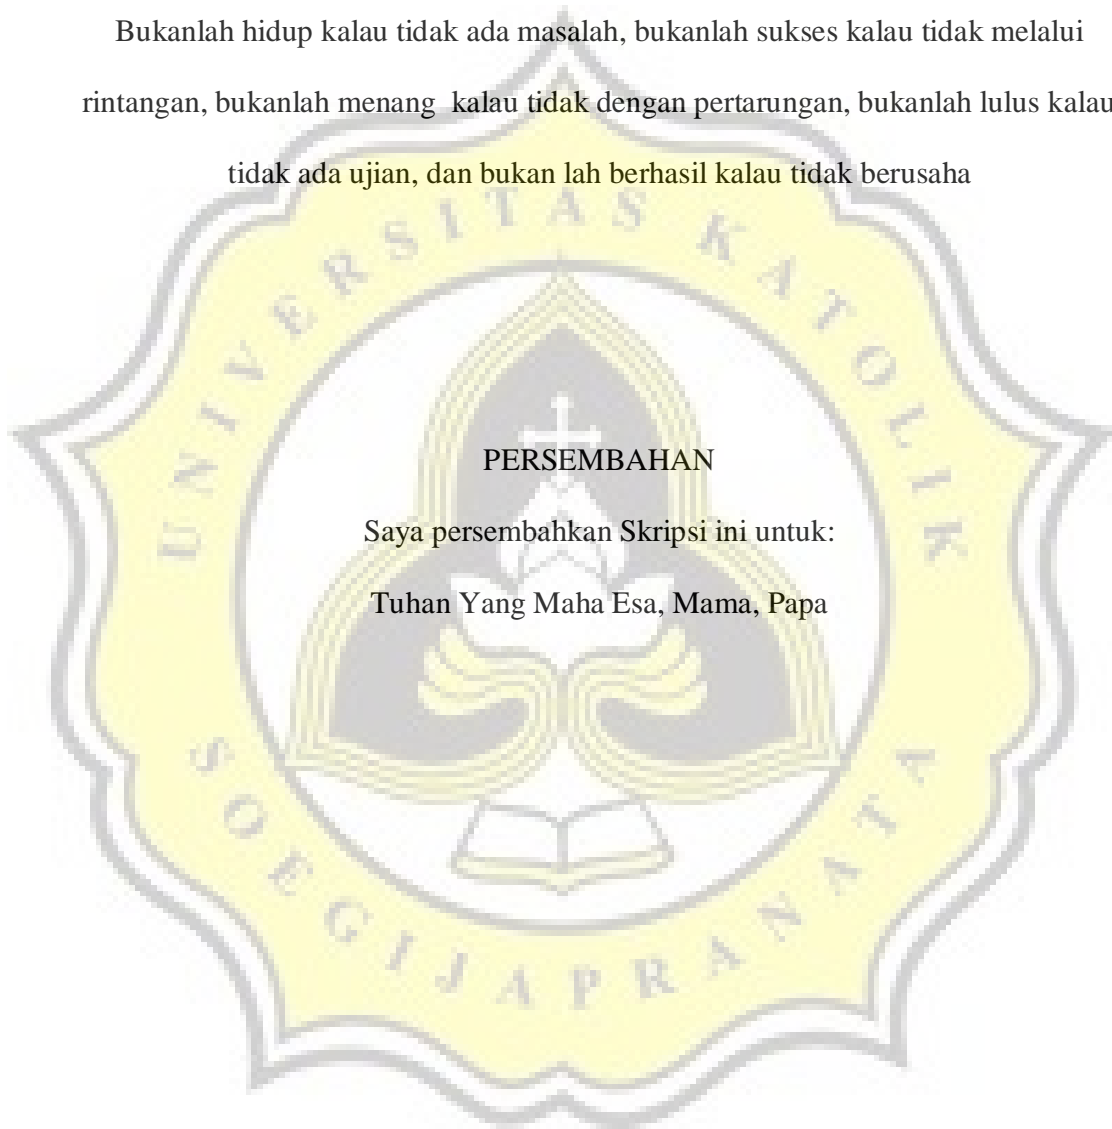 Bukanlah hidup kalau tidak ada masalah, bukanlah sukses kalau tidak melalui
rintangan, bukanlah menang kalau tidak dengan pertarungan, bukanlah lulus kalau
tidak ada ujian, dan bukan lah berhasil kalau tidak berusaha
PERSEMBAHAN
Saya persembahkan Skripsi ini untuk:
Tuhan Yang Maha Esa, Mama, Papa
UNIVERSITAS KATOLIK
SOEGIJAPRANATA